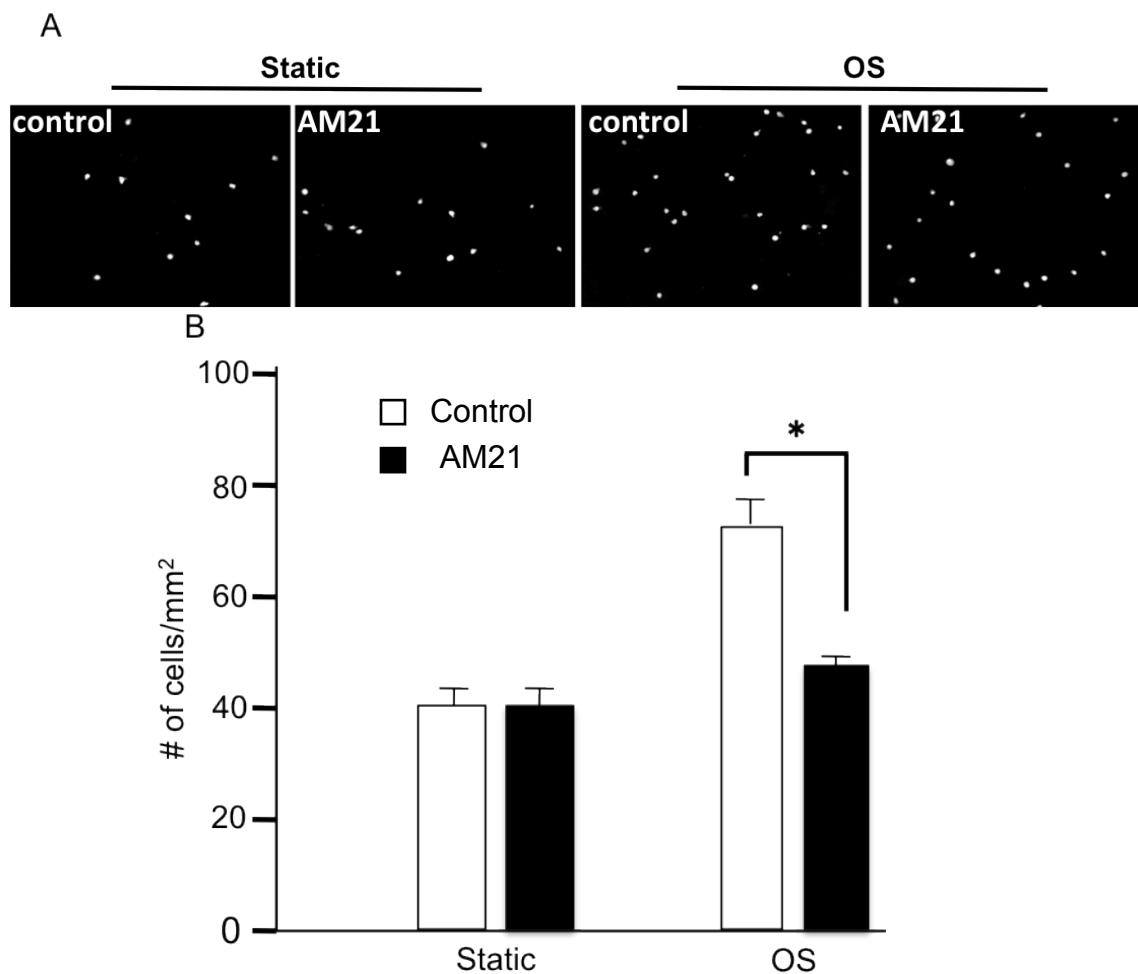 A
Static OS
control AM21 control AM21
B
100
80
60
40
20
0
# of cells/mm²
Control
AM21
*
Static OS